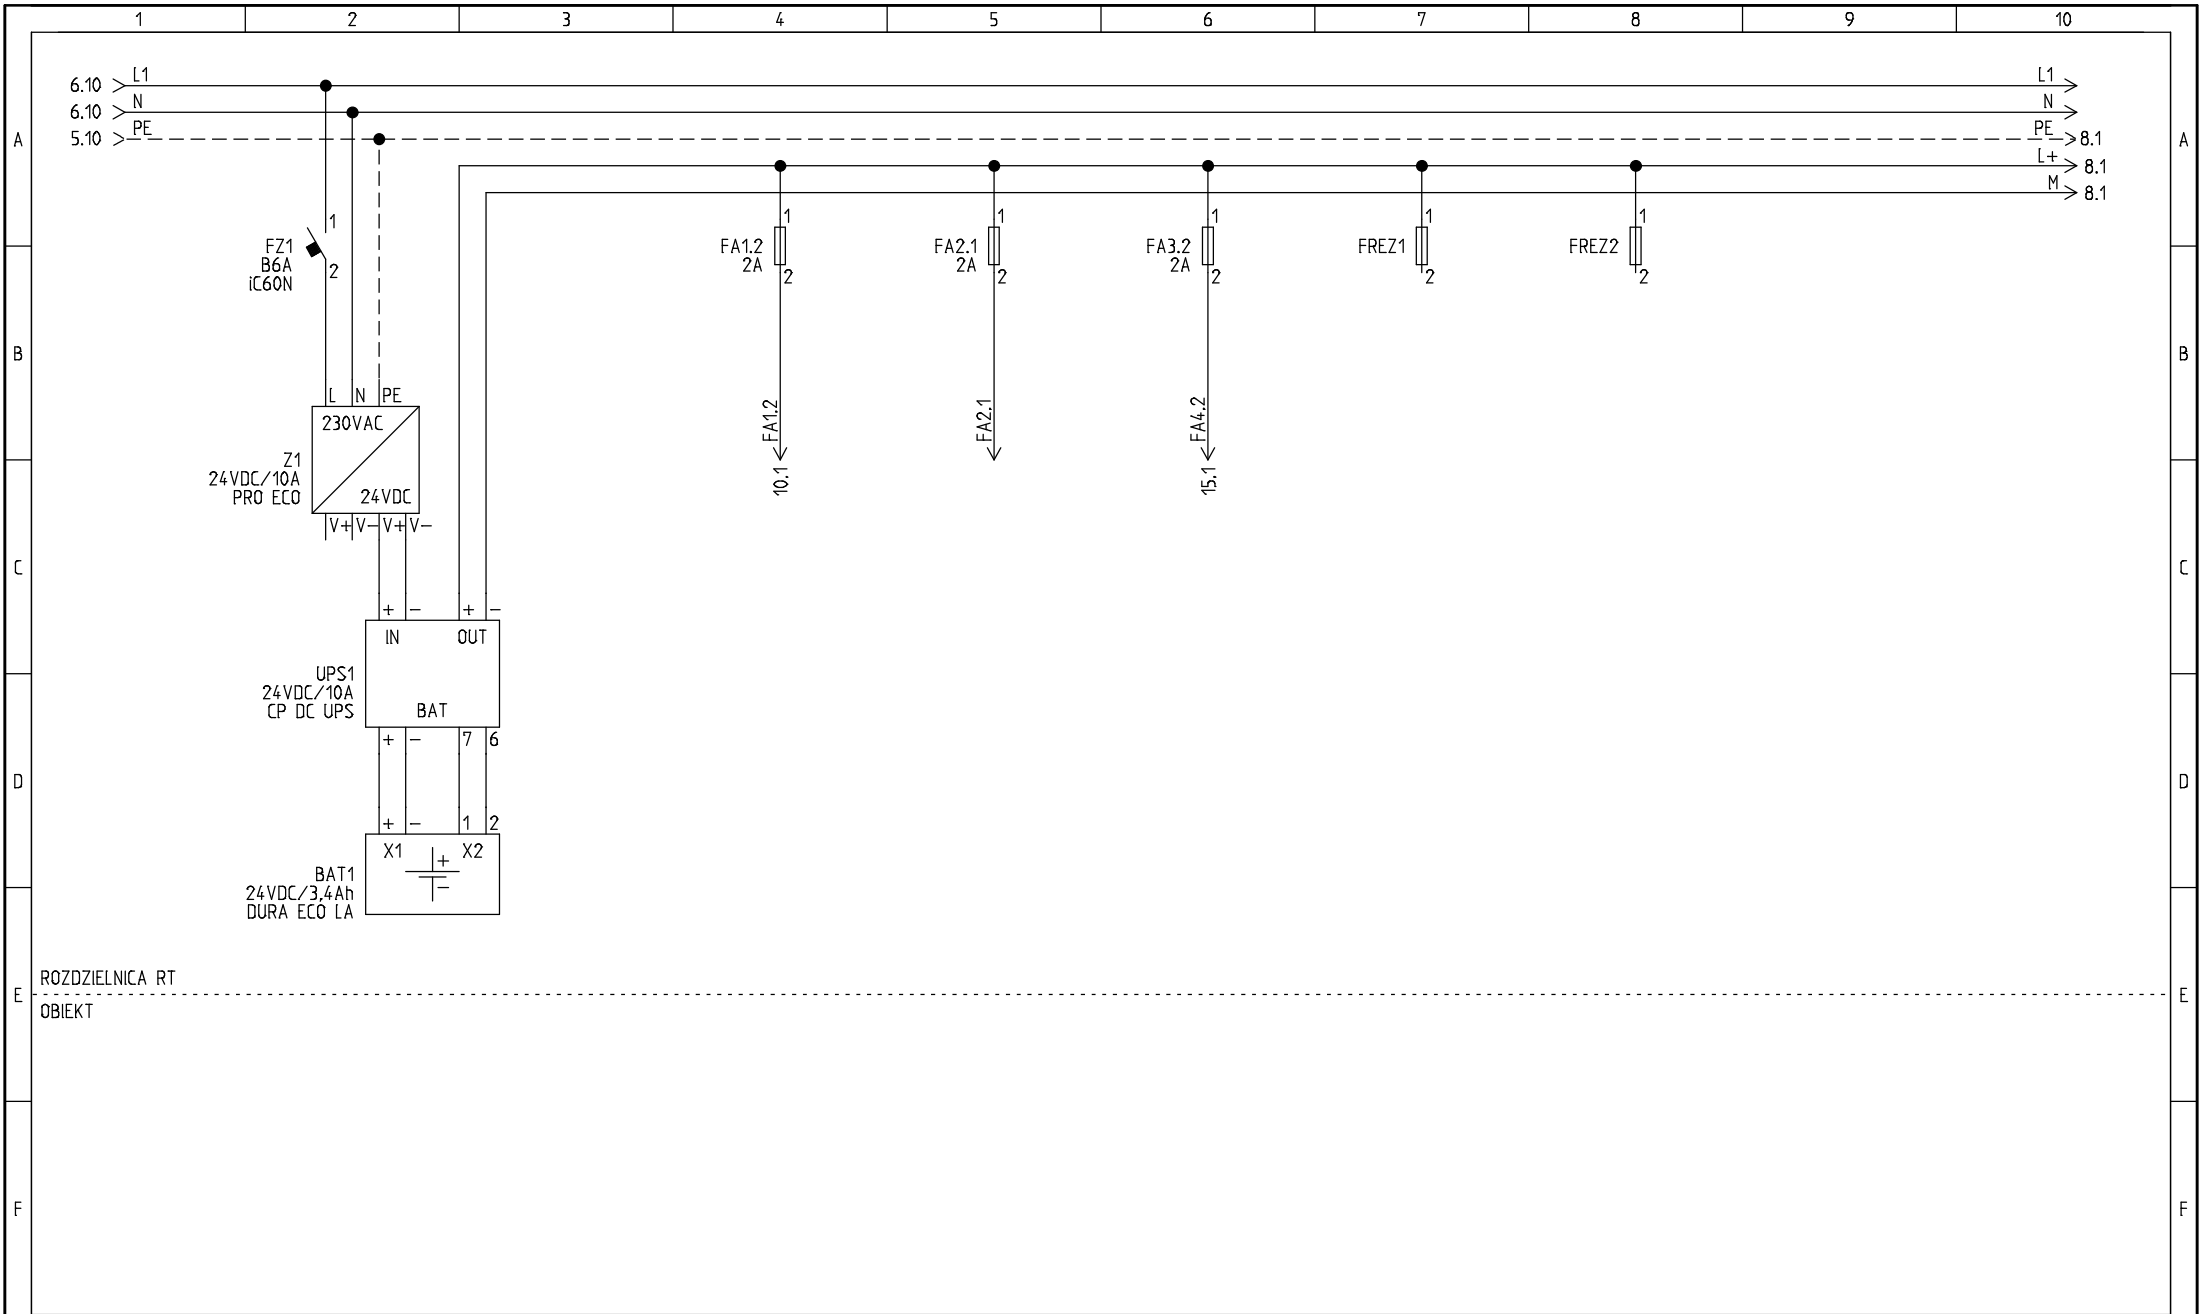 1 2 3 4 5 6 7 8 9 10
6.10 L1 L1
6.10 N N
A 5.10 PE PE 8.1 A
L+ 8.1
M 8.1
1 1 1 1 1 1
FZ1 FA1.2 FA2.1 FA3.2 FREZ1 FREZ2
B6A 2A 2A 2A
iC60N
2 2 2 2 2 2
B B
L N PE
230VAC
FA1.2
FA2.1
FA4.2
Z1
24VDC/10A
PRO ECO
24VDC
10.1
15.1
V+ V- V+ V-
C C
+ - + -
IN OUT
UPS1
24VDC/10A
CP DC UPS
BAT
+ - 7 6
D D
+ - 1 2
X1 X2
+
-
BAT1
24VDC/3,4Ah
DURA ECO LA
ROZDZIELNICA RT
E E
OBIEKT
F F